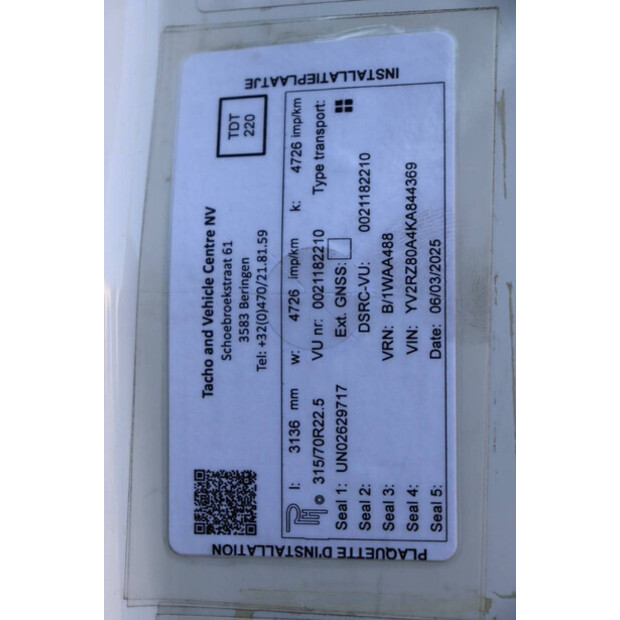 INSTALLATIEPLAATJE
PLAQUETTE D'INSTALLATION
Tacho and Vehicle Centre NV
Schoebroekstraat 61
3583 Beringen
Tel: +32(0)470/21.81.59
TDT
220
l: 3136 mm w: 4726 imp/km k: 4726 imp/km
315/70R22.5 VU nr: 0021182210 Type transport:
Seal 1: UN02629717 Ext. GNSS:
Seal 2: DSRC-VU: 0021182210
Seal 3: VRN: B/1WAA488
Seal 4: VIN: YV2RZ80A4KA844369
Seal 5: Date: 06/03/2025